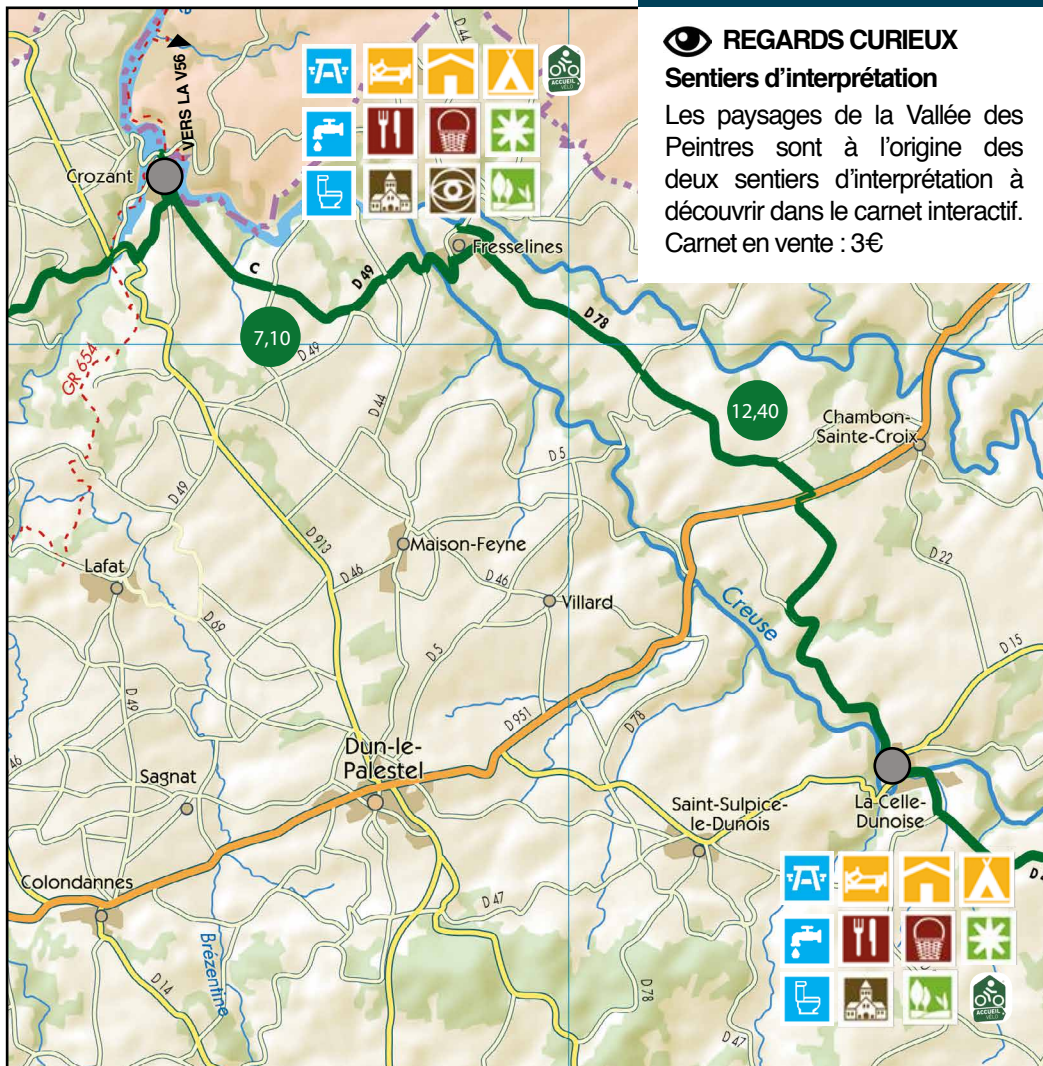 REGARDS CURIEUX
Sentiers d'interprétation
Les paysages de la Vallée des
Peintres sont à l'origine des
deux sentiers d'interprétation à
découvrir dans le carnet interactif.
Carnet en vente : 3€
VERS LA V56
D 44
ACCUEIL
VÉLO
Crozant
Fresselines
C
D 49
D 78
7,10
D 49
GR 654
12,40
D 44
Chambon-
Sainte-Croix
D 5
D 49
D 913
Maison-Feyne
D 22
Lafat
D 46
D 46
Villard
Creuse
D 69
D 5
D 15
D 49
D 951
D 78
46
Dun-le-
Palestel
Sagnat
Saint-Sulpice-
le-Dunois
La Celle-
Dunoise
Colondannes
D 47
Brézentine
D 14
D 78
ACCUEIL
VÉLO
D 47